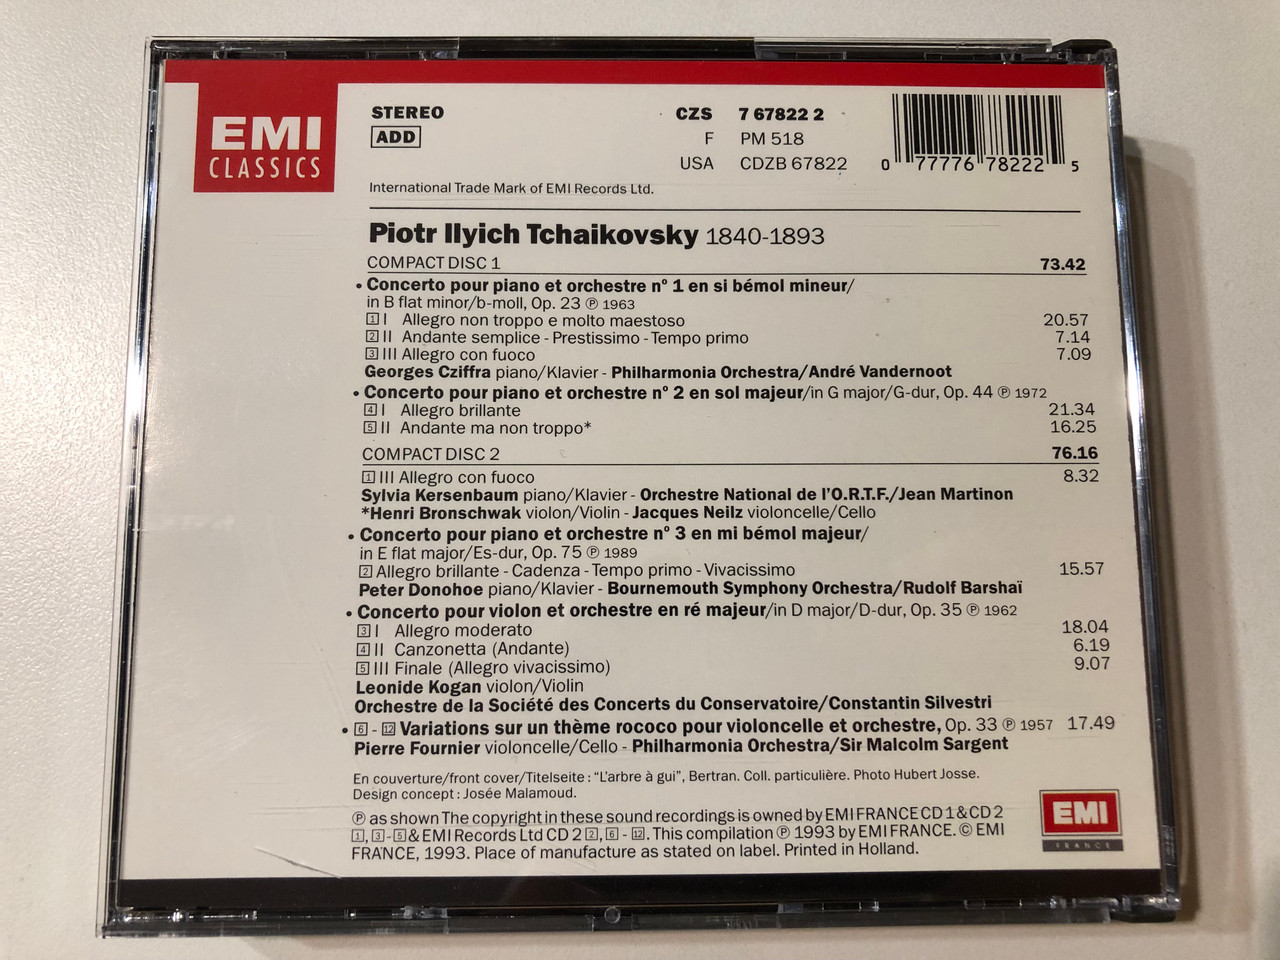 EMI
CLASSICS
STEREO
ADD
CZS 7 67822 2
F PM 518
USA CDZB 67822
0 77776 78222 5
International Trade Mark of EMI Records Ltd.
Piotr Ilyich Tchaikovsky 1840-1893
COMPACT DISC 1 73.42
• Concerto pour piano et orchestre nº 1 en si bémol mineur/
in B flat minor/b-moll, Op. 23 ℗ 1963
1 I Allegro non troppo e molto maestoso 20.57
2 II Andante semplice - Prestissimo - Tempo primo 7.14
3 III Allegro con fuoco 7.09
Georges Cziffra piano/Klavier - Philharmonia Orchestra/André Vandernoot
• Concerto pour piano et orchestre nº 2 en sol majeur/in G major/G-dur, Op. 44 ℗ 1972
4 I Allegro brillante 21.34
5 II Andante ma non troppo* 16.25
COMPACT DISC 2 76.16
1 III Allegro con fuoco 8.32
Sylvia Kersenbaum piano/Klavier - Orchestre National de l'O.R.T.F./Jean Martinon
*Henri Bronschwak violon/Violin - Jacques Neilz violoncelle/Cello
• Concerto pour piano et orchestre nº 3 en mi bémol majeur/
in E flat major/Es-dur, Op. 75 ℗ 1989
2 Allegro brillante - Cadenza - Tempo primo - Vivacissimo 15.57
Peter Donohoe piano/Klavier - Bournemouth Symphony Orchestra/Rudolf Barshaï
• Concerto pour violon et orchestre en ré majeur/in D major/D-dur, Op. 35 ℗ 1962
3 I Allegro moderato 18.04
4 II Canzonetta (Andante) 6.19
5 III Finale (Allegro vivacissimo) 9.07
Leonide Kogan violon/Violin
Orchestre de la Société des Concerts du Conservatoire/Constantin Silvestri
• 6 - 12 Variations sur un thème rococo pour violoncelle et orchestre, Op. 33 ℗ 1957 17.49
Pierre Fournier violoncelle/Cello - Philharmonia Orchestra/Sir Malcolm Sargent
En couverture/front cover/Titelseite : "L'arbre à gui", Bertran. Coll. particulière. Photo Hubert Josse.
Design concept : Josée Malamoud.
℗ as shown The copyright in these sound recordings is owned by EMI FRANCE CD 1 & CD 2
1, 3 - 5 & EMI Records Ltd CD 2 2, 6 - 12. This compilation ℗ 1993 by EMI FRANCE. © EMI
FRANCE, 1993. Place of manufacture as stated on label. Printed in Holland.
EMI
FRANCE